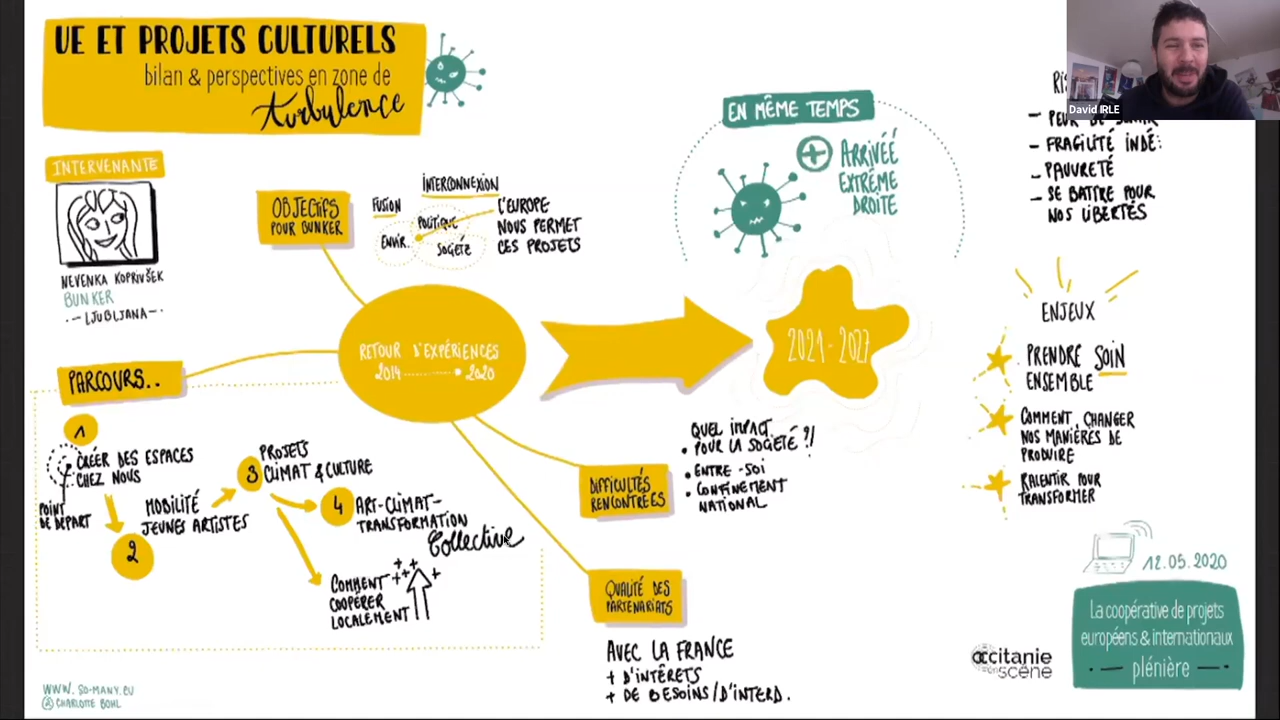 UE ET PROJETS CULTURELS
bilan & perspectives en zone de
turbulence
INTERVENANTE
NEVENKA KOPRIVŠEK
BUNKER
- LJUBLJANA -
OBJECTIFS
POUR BUNKER
INTERCONNEXION
FUSION
POLITIQUE
ENVIR.
SOCIÉTÉ
L'EUROPE
NOUS PERMET
CES PROJETS
RETOUR D'EXPÉRIENCES
2014 ........ 2020
PARCOURS..
1
CRÉER DES ESPACES
CHEZ NOUS
POINT
DE DÉPART
2
MOBILITÉ
JEUNES ARTISTES
3
PROJETS
CLIMAT & CULTURE
4
ART-CLIMAT-
TRANSFORMATION
Collective
COMMENT
COOPÉRER
LOCALEMENT
DIFFICULTÉS
RENCONTRÉES
QUEL IMPACT
• POUR LA SOCIÉTÉ ?!
• ENTRE-SOI
• CONFINEMENT
NATIONAL
QUALITÉ DES
PARTENARIATS
AVEC LA FRANCE
+ D'INTÉRÊTS
+ DE BESOINS/D'INTERD.
EN MÊME TEMPS
+ ARRIVÉÉ
EXTRÊME
DROITE
2021-2027
David IRLE
- FRAGILITÉ INDÉ:
- PAUVRETÉ
- SE BATTRE POUR
NOS LIBERTÉS
ENJEUX
PRENDRE SOIN
ENSEMBLE
COMMENT CHANGER
NOS MANIÈRES DE
PRODUIRE
RALENTIR POUR
TRANSFORMER
12.05.2020
La coopérative de projets
européens & internationaux
plénière
occitanie
en scène
WWW.SO-MANY.EU
@ CHARLOTTE BOHL